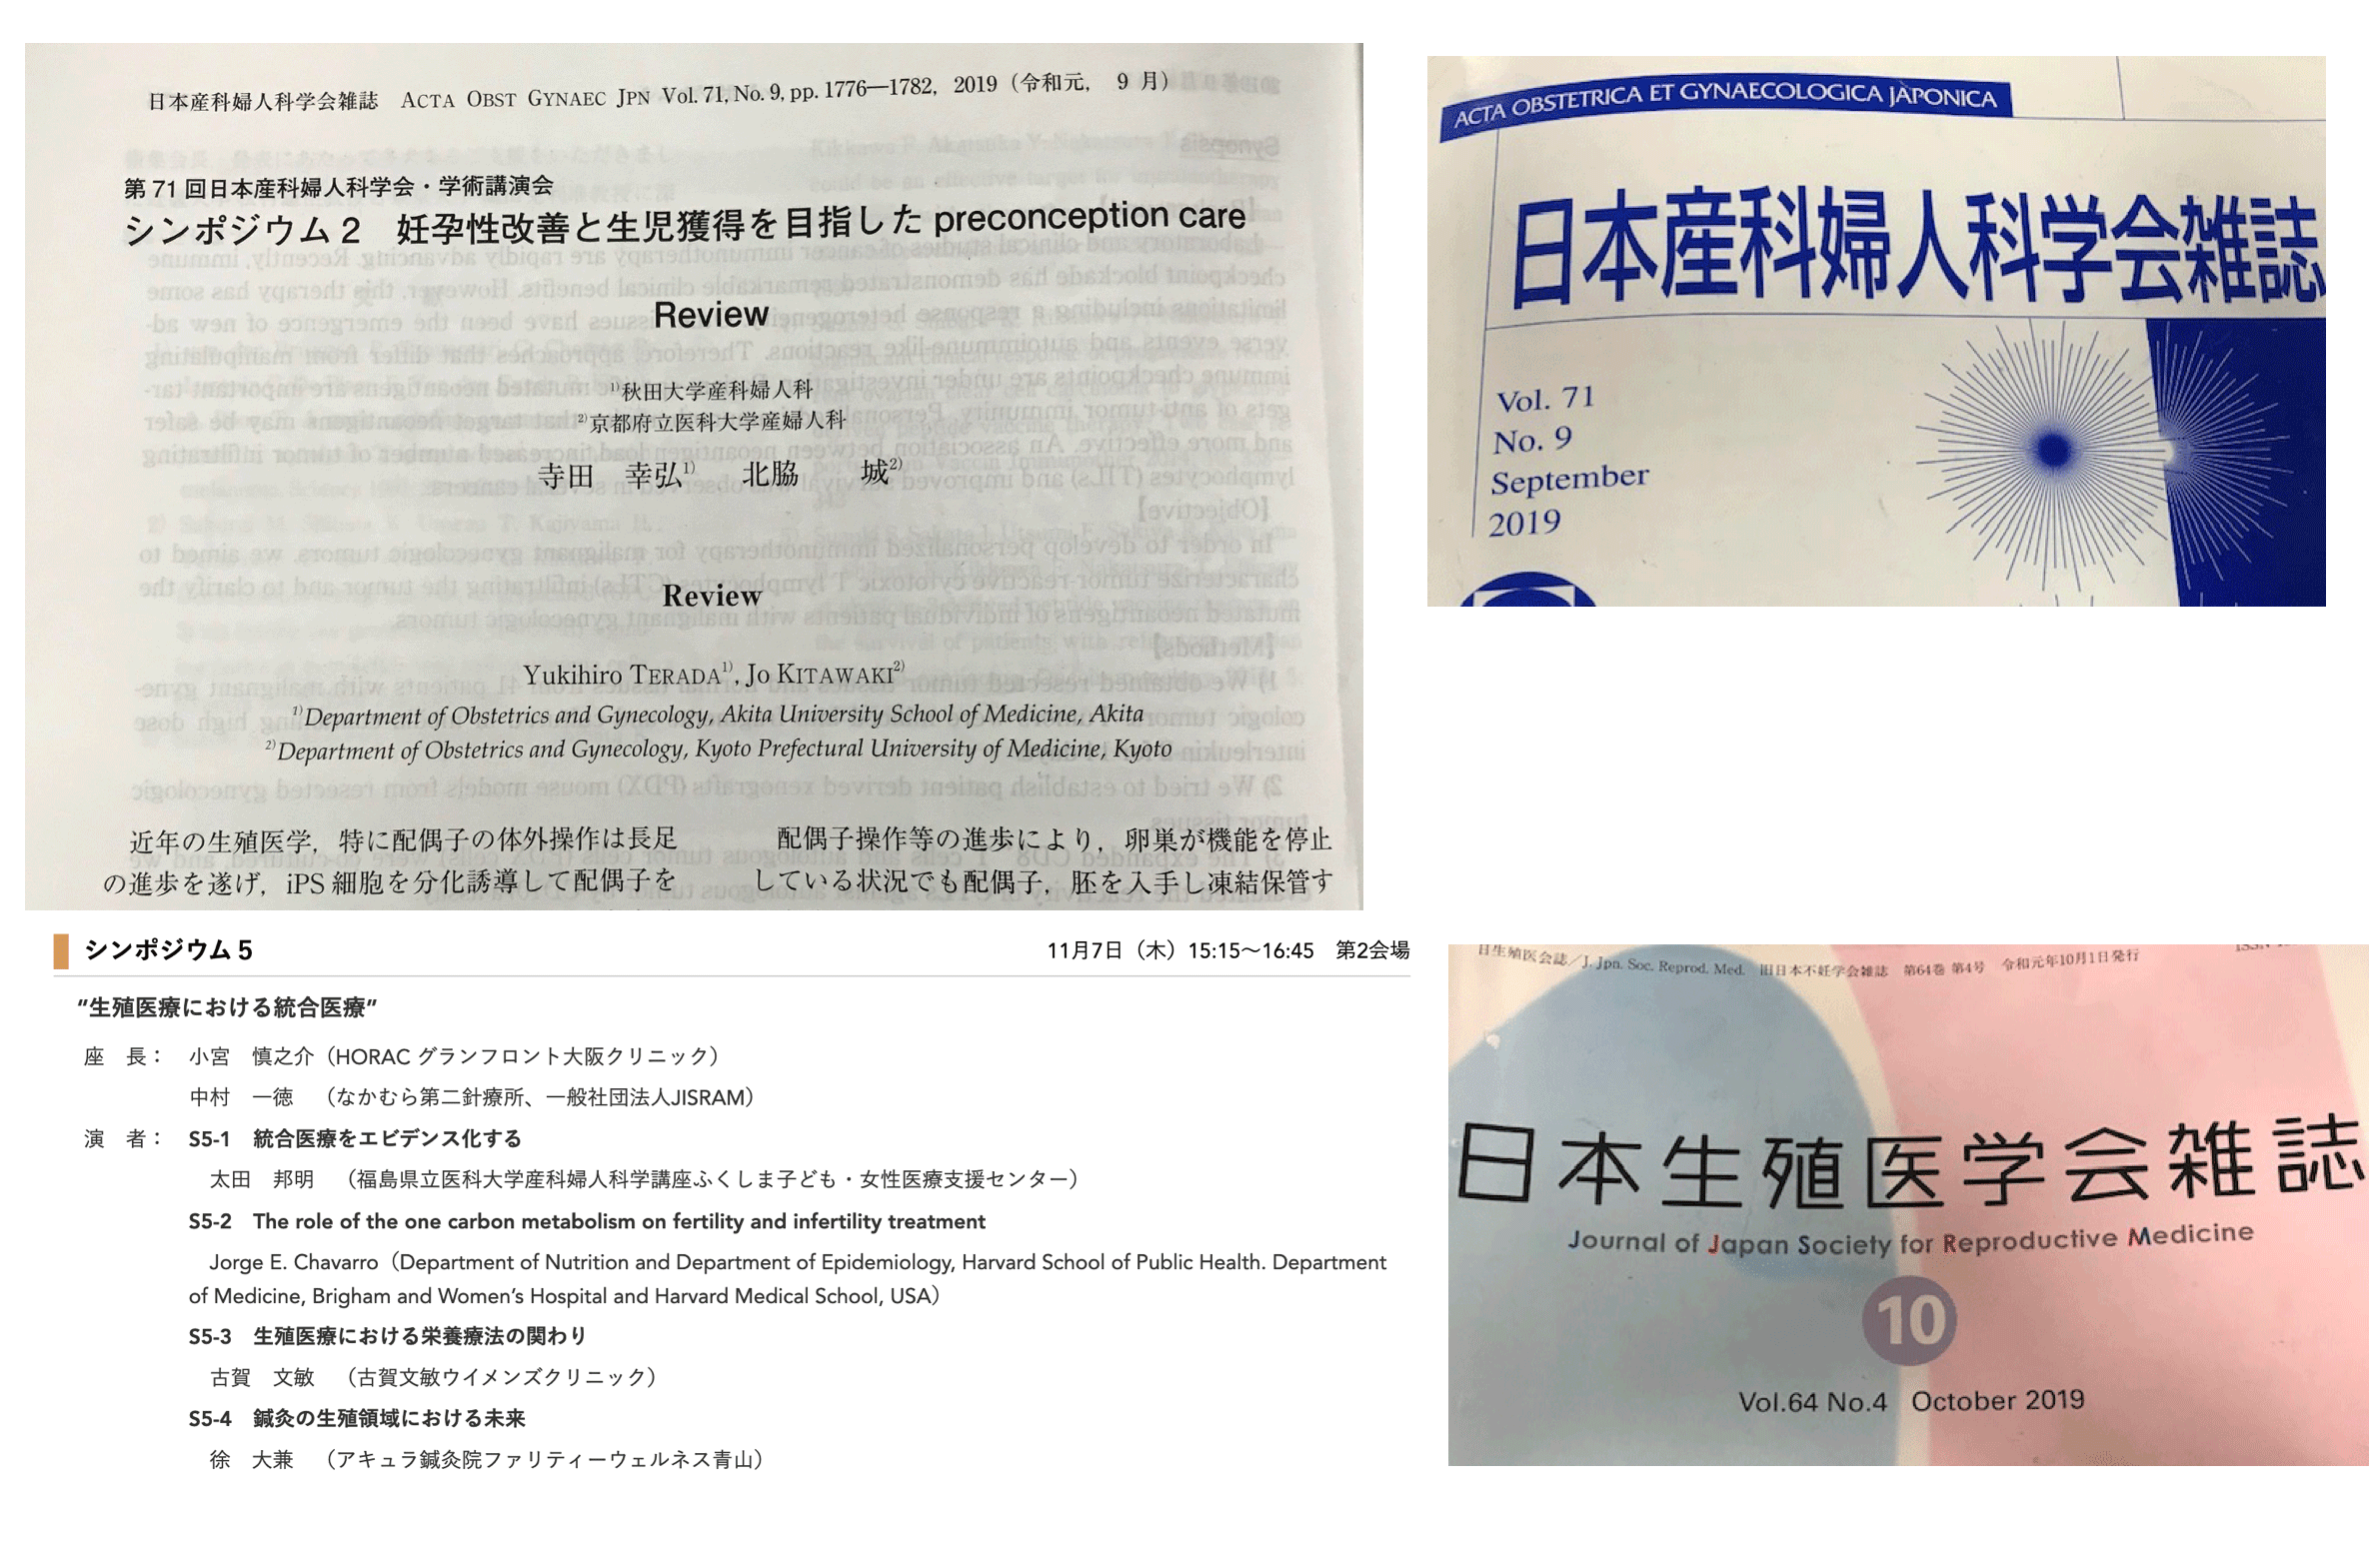 日本産科婦人科学会雑誌 ACTA OBST GYNAEC JPN Vol. 71, No. 9, pp. 1776—1782, 2019（令和元, 9 月）
第 71 回日本産科婦人科学会・学術講演会
シンポジウム 2 妊孕性改善と生児獲得を目指した preconception care
Review
1)秋田大学産科婦人科
2)京都府立医科大学産婦人科
寺田 幸弘1) 北脇 城2)
Review
Yukihiro TERADA1), Jo KITAWAKI2)
1)Department of Obstetrics and Gynecology, Akita University School of Medicine, Akita
2)Department of Obstetrics and Gynecology, Kyoto Prefectural University of Medicine, Kyoto
近年の生殖医学，特に配偶子の体外操作は長足
の進歩を遂げ，iPS 細胞を分化誘導して配偶子を
配偶子操作等の進歩により，卵巣が機能を停止
している状況でも配偶子，胚を入手し凍結保管す
ACTA OBSTETRICA ET GYNAECOLOGICA JAPONICA
日本産科婦人科学会雑誌
Vol. 71
No. 9
September
2019
シンポジウム 5 11月7日（木）15:15〜16:45 第2会場
”生殖医療における統合医療”
座 長： 小宮 慎之介（HORAC グランフロント大阪クリニック）
中村 一徳 （なかむら第二針療所、一般社団法人JISRAM）
演 者： S5-1 統合医療をエビデンス化する
太田 邦明 （福島県立医科大学産科婦人科学講座ふくしま子ども・女性医療支援センター）
S5-2 The role of the one carbon metabolism on fertility and infertility treatment
Jorge E. Chavarro（Department of Nutrition and Department of Epidemiology, Harvard School of Public Health. Department
of Medicine, Brigham and Women’s Hospital and Harvard Medical School, USA）
S5-3 生殖医療における栄養療法の関わり
古賀 文敏 （古賀文敏ウイメンズクリニック）
S5-4 鍼灸の生殖領域における未来
徐 大兼 （アキュラ鍼灸院ファリティーウェルネス青山）
日生殖医会誌／J. Jpn. Soc. Reprod. Med. 旧日本不妊学会雑誌 第64巻 第4号 令和元年10月1日発行
日本生殖医学会雑誌
Journal of Japan Society for Reproductive Medicine
10
Vol.64 No.4 October 2019